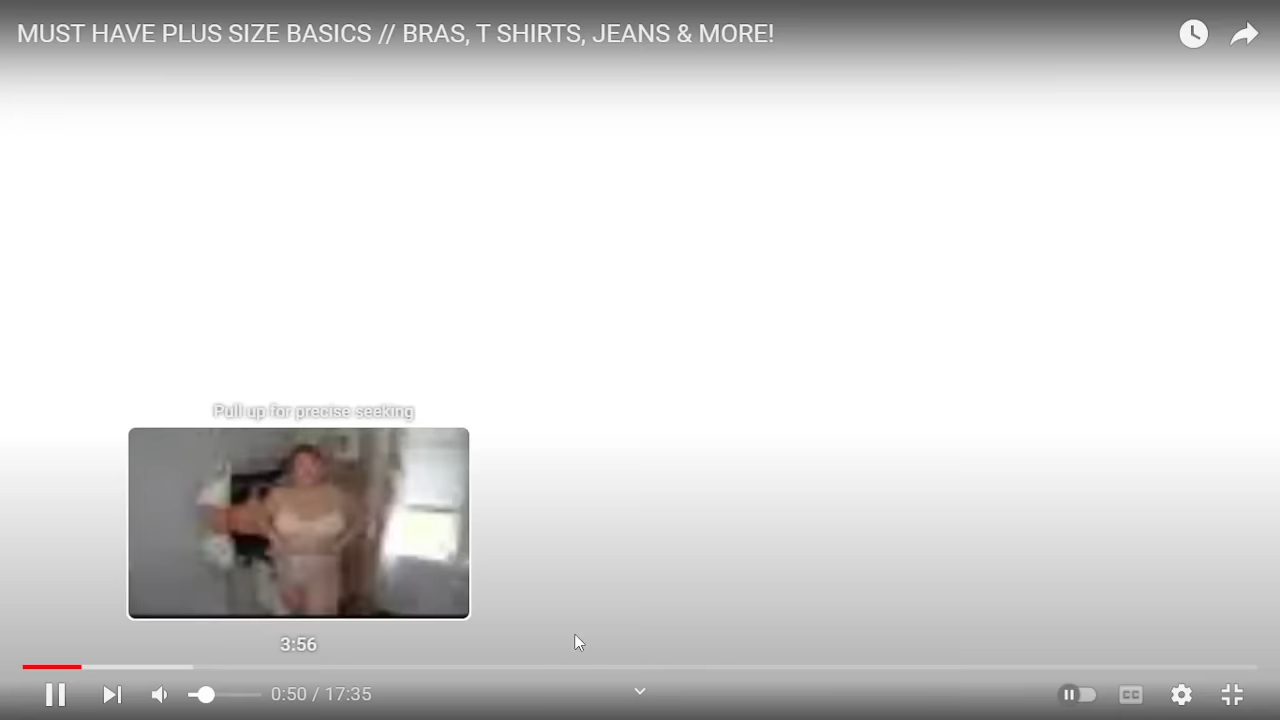 MUST HAVE PLUS SIZE BASICS // BRAS, T SHIRTS, JEANS & MORE!
Pull up for precise seeking
3:56
0:50 / 17:35
CC